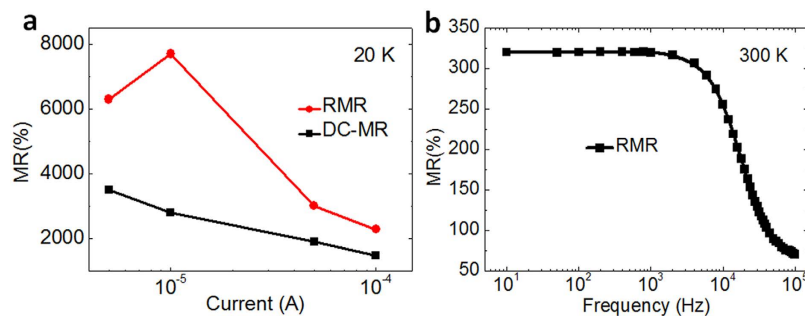 a
8000
6000
4000
2000
MR(%)
20 K
RMR
DC-MR
10-5
10-4
Current (A)
b
350
300
250
200
150
100
50
MR(%)
300 K
RMR
10¹
10²
10³
10⁴
10⁵
Frequency (Hz)